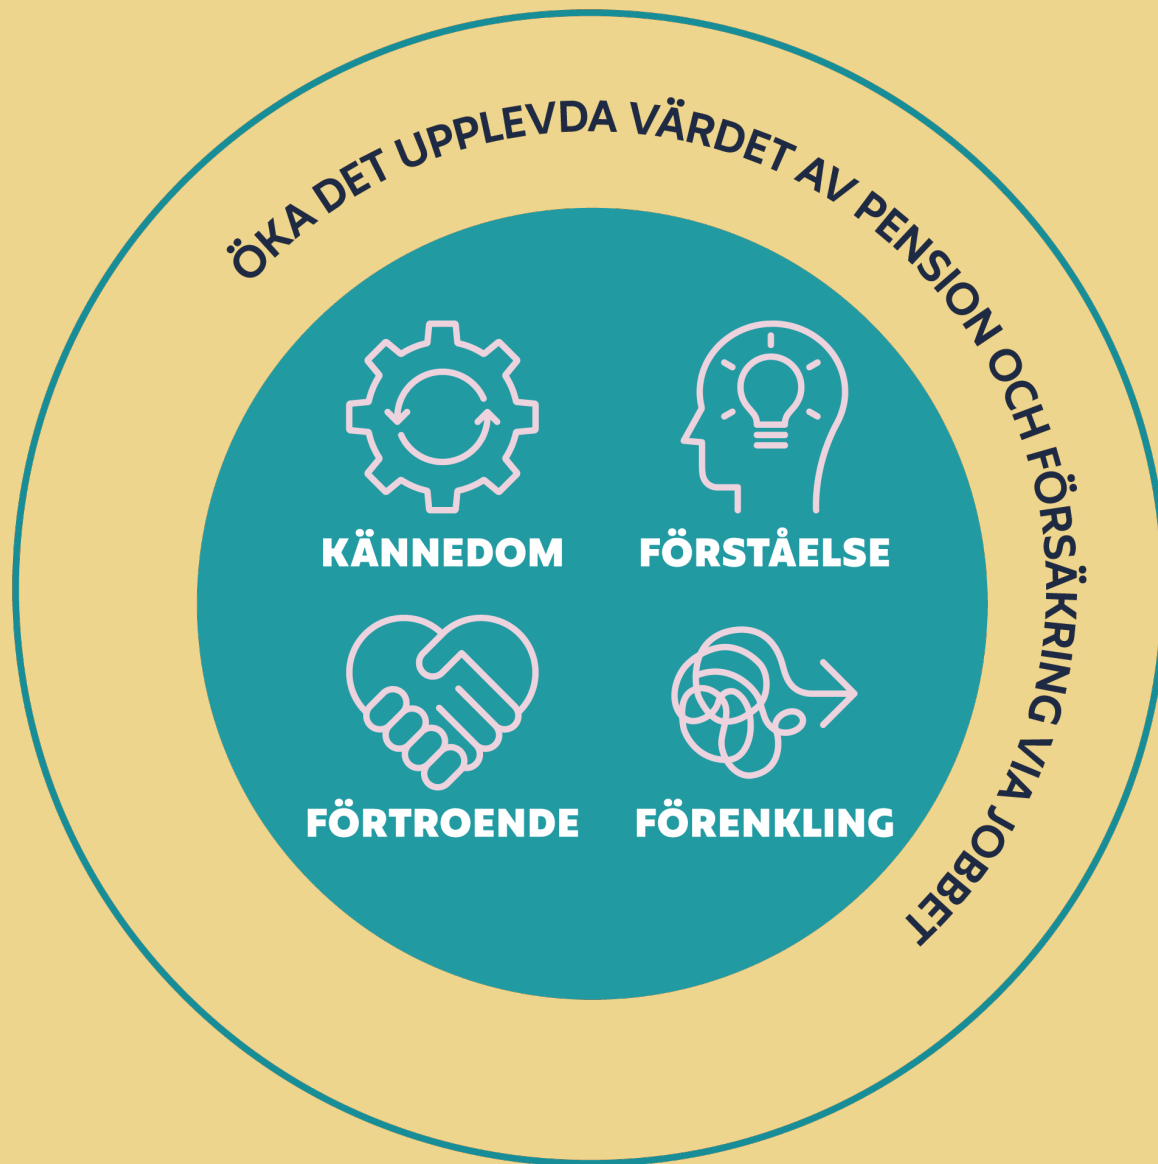 ÖKA DET UPPLEVDA VÄRDET AV PENSION OCH FÖRSÄKRING VIA JOBBET
KÄNNEDOM
FÖRSTÅELSE
FÖRTROENDE
FÖRENKLING